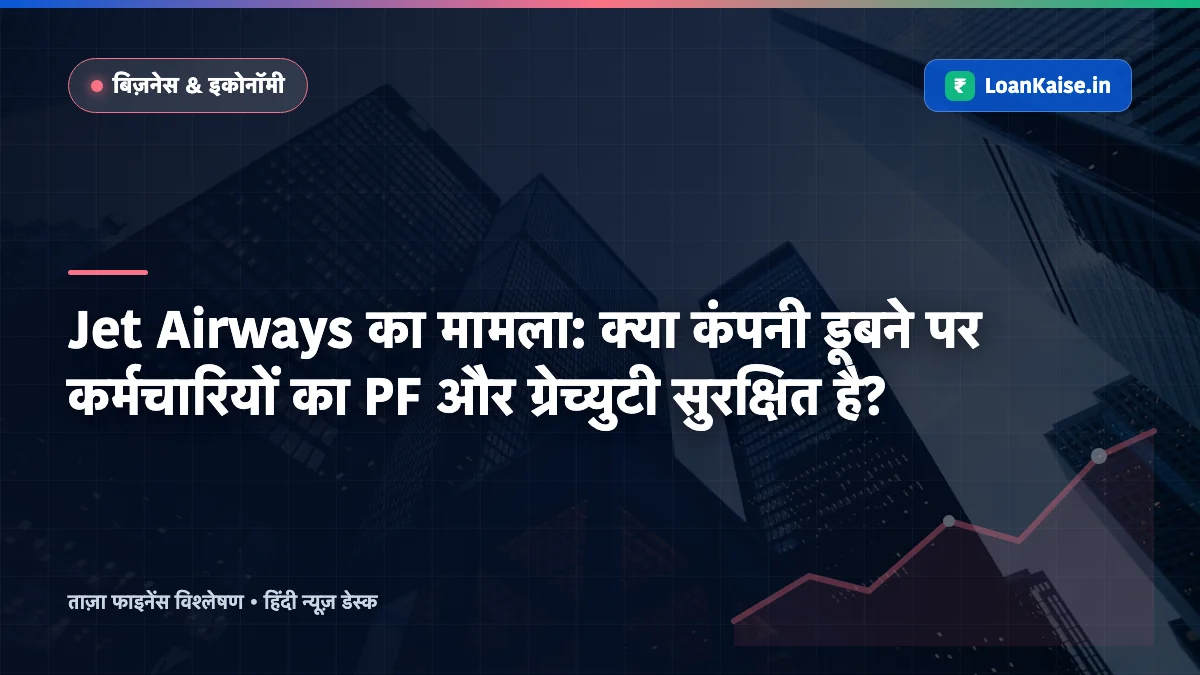 बिज़नेस & इकोनॉमी
₹ LoanKaise.in
Jet Airways का मामला: क्या कंपनी डूबने पर
कर्मचारियों का PF और ग्रेच्युटी सुरक्षित है?
ताज़ा फाइनेंस विश्लेषण • हिंदी न्यूज़ डेस्क